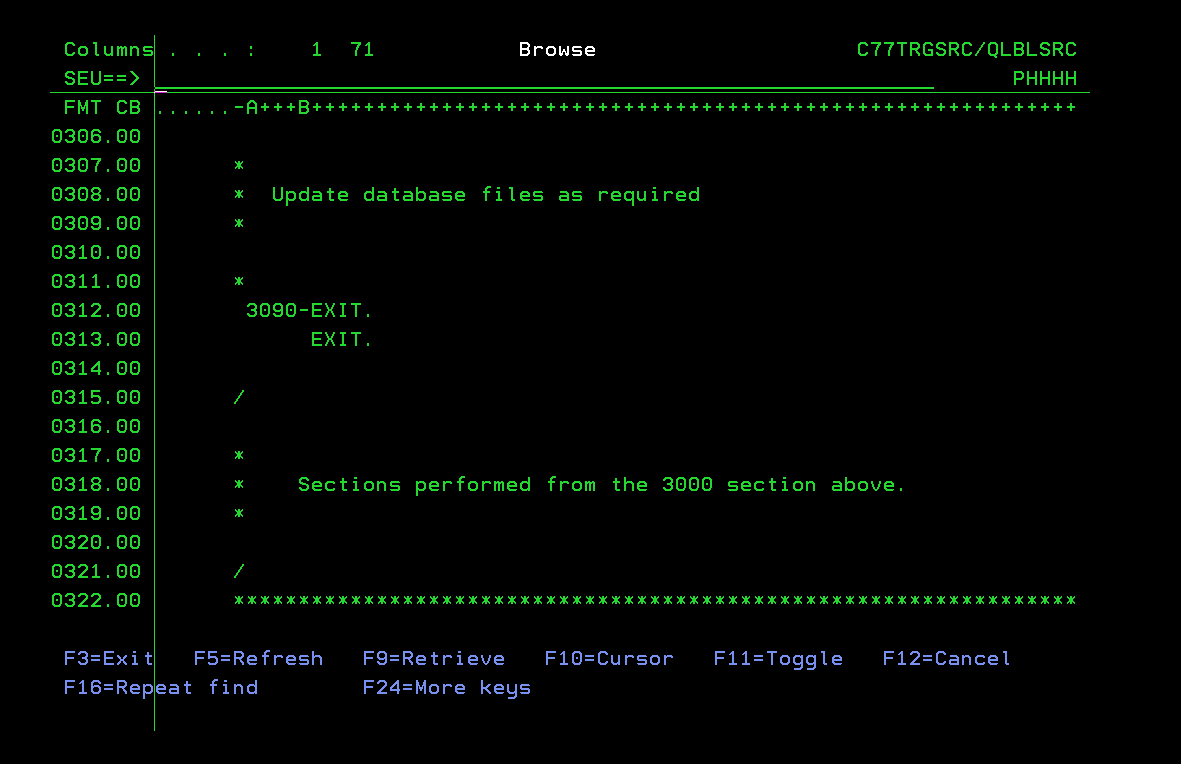 Columns . . . :    1  71           Browse                    C77TRGSRC/QLBLSRC
SEU==>                                                                   PHHHH
FMT CB ......-A+++B+++++++++++++++++++++++++++++++++++++++++++++++++++++++++++
0306.00
0307.00       *
0308.00       *  Update database files as required
0309.00       *
0310.00
0311.00       *
0312.00        3090-EXIT.
0313.00             EXIT.
0314.00
0315.00       /
0316.00
0317.00       *
0318.00       *    Sections performed from the 3000 section above.
0319.00       *
0320.00
0321.00       /
0322.00       *****************************************************************
F3=Exit   F5=Refresh   F9=Retrieve   F10=Cursor   F11=Toggle   F12=Cancel
F16=Repeat find        F24=More keys